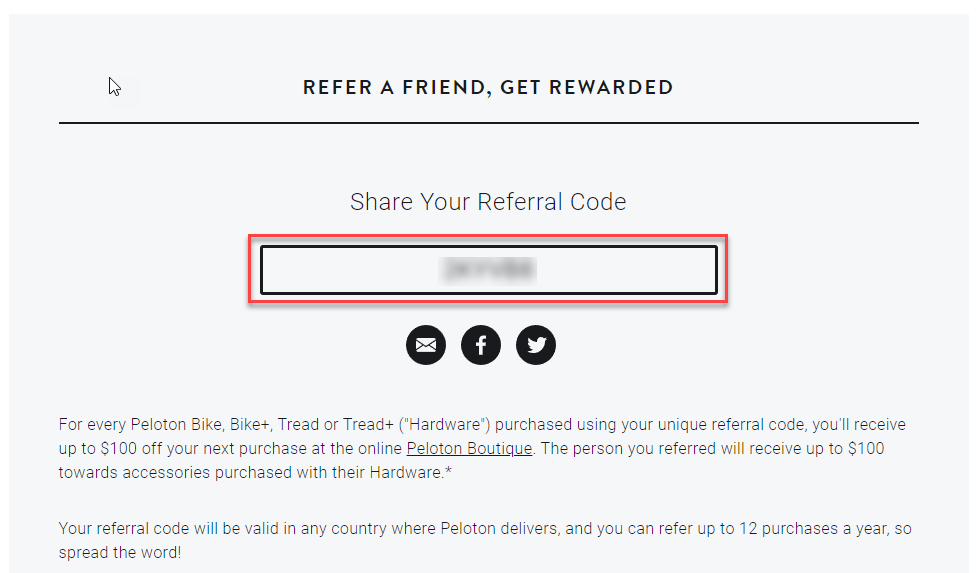 REFER A FRIEND, GET REWARDED
Share Your Referral Code
For every Peloton Bike, Bike+, Tread or Tread+ ("Hardware") purchased using your unique referral code, you'll receive
up to $100 off your next purchase at the online Peloton Boutique. The person you referred will receive up to $100
towards accessories purchased with their Hardware.*
Your referral code will be valid in any country where Peloton delivers, and you can refer up to 12 purchases a year, so
spread the word!